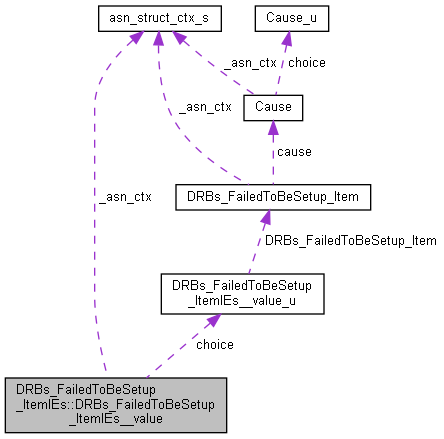 asn_struct_ctx_s
Cause_u
_asn_ctx
choice
_asn_ctx
Cause
cause
_asn_ctx
DRBs_FailedToBeSetup_Item
DRBs_FailedToBeSetup_Item
DRBs_FailedToBeSetup
_ItemIEs__value_u
choice
DRBs_FailedToBeSetup
_ItemIEs::DRBs_FailedToBeSetup
_ItemIEs__value